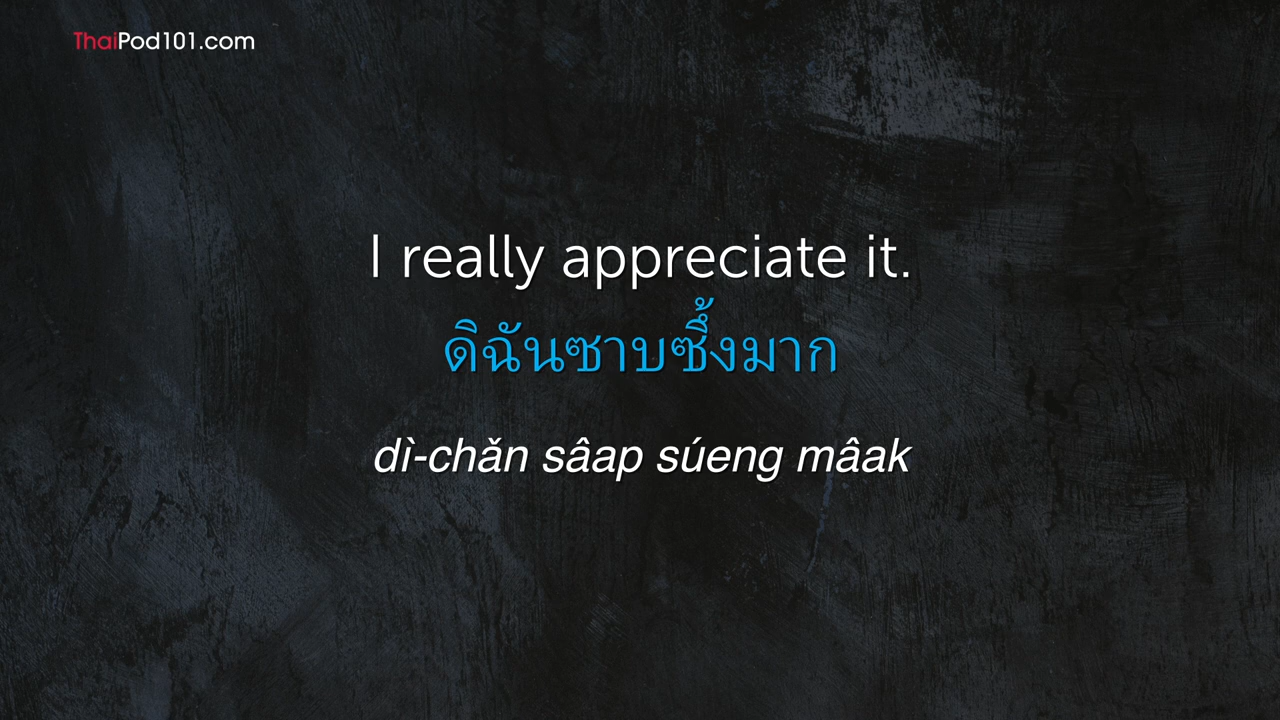 ThaiPod101.com
I really appreciate it.
ดิฉันซาบซึ้งมาก
dì-chǎn sâap súeng mâak